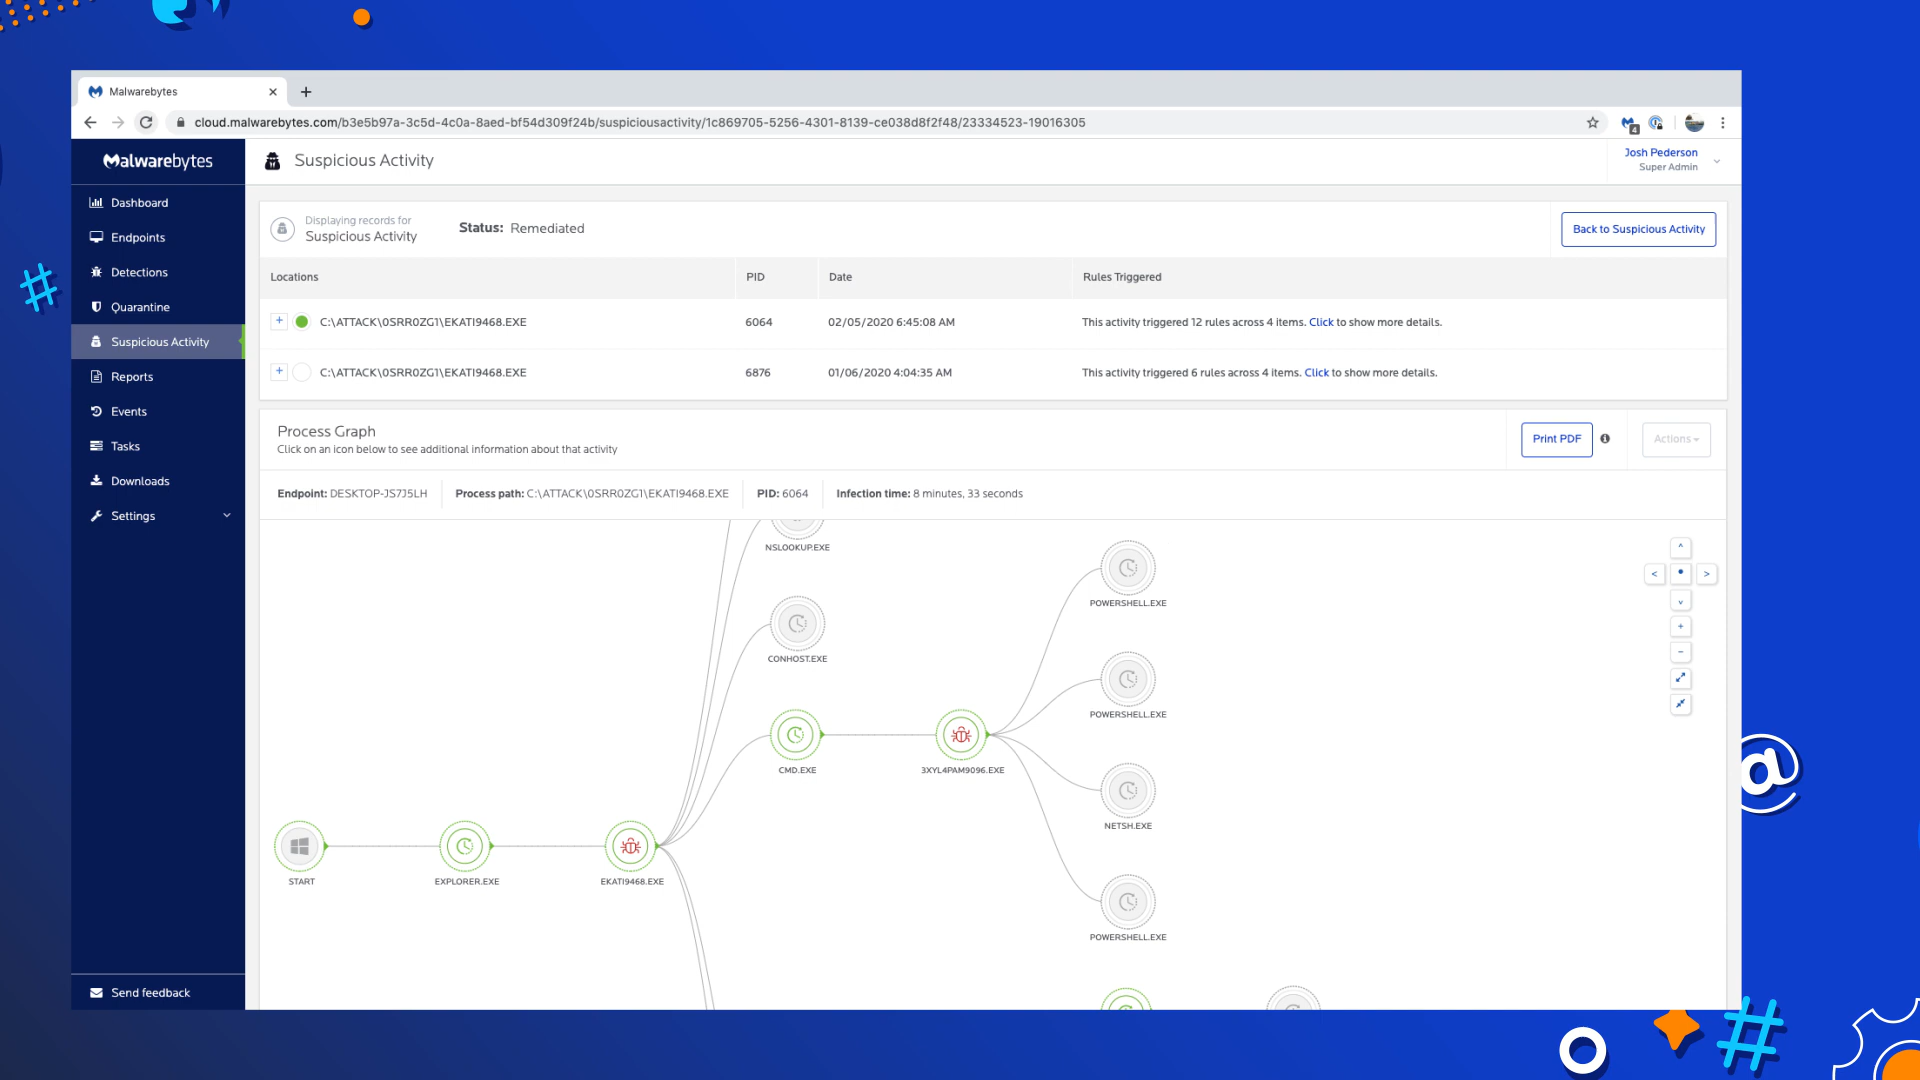 Malwarebytes
cloud.malwarebytes.com/b3e5b97a-3c5d-4c0a-8aed-bf54d309f24b/suspiciousactivity/1c869705-5256-4301-8139-ce038d8f2f48/23334523-19016305
4
Malwarebytes
Suspicious Activity
Josh Pederson
Super Admin
Dashboard
Endpoints
Detections
Quarantine
Suspicious Activity
Reports
Events
Tasks
Downloads
Settings
Send feedback
Displaying records for
Suspicious Activity
Status: Remediated
Back to Suspicious Activity
Locations PID Date Rules Triggered
C:\ATTACK\0SRR0ZG1\EKATI9468.EXE 6064 02/05/2020 6:45:08 AM This activity triggered 12 rules across 4 items. Click to show more details.
C:\ATTACK\0SRR0ZG1\EKATI9468.EXE 6876 01/06/2020 4:04:35 AM This activity triggered 6 rules across 4 items. Click to show more details.
Process Graph
Click on an icon below to see additional information about that activity
Print PDF
Actions
Endpoint: DESKTOP-JS7J5LH Process path: C:\ATTACK\0SRR0ZG1\EKATI9468.EXE PID: 6064 Infection time: 8 minutes, 33 seconds
NSLOOKUP.EXE
POWERSHELL.EXE
CONHOST.EXE
POWERSHELL.EXE
CMD.EXE
3XYL4PAM9096.EXE
NETSH.EXE
START
EXPLORER.EXE
EKATI9468.EXE
POWERSHELL.EXE